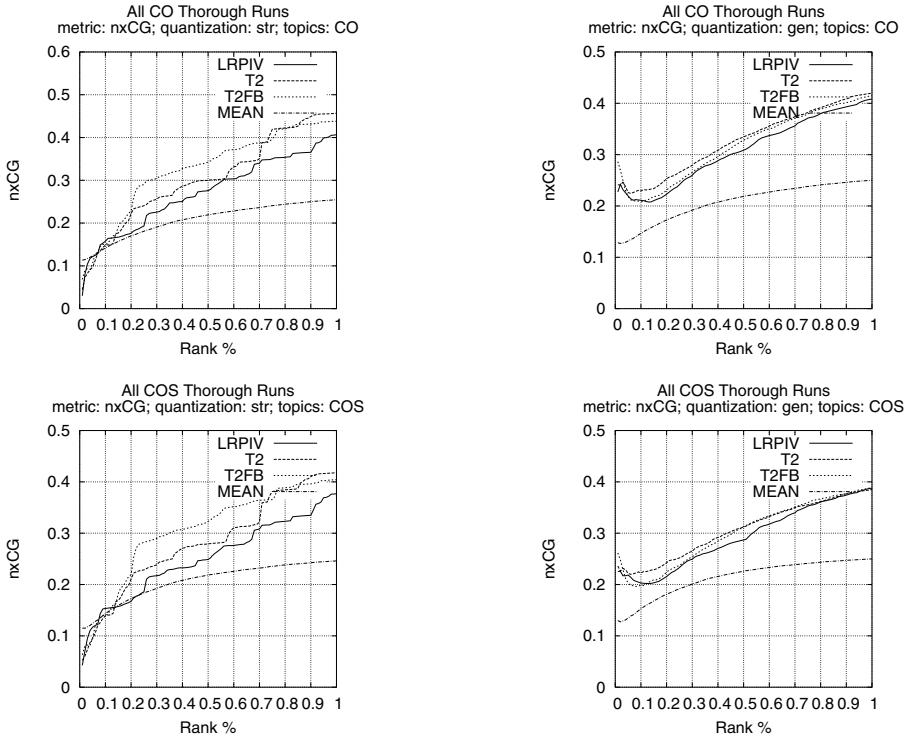 All CO Thorough Runs
metric: nxCG; quantization: str; topics: CO
0.6
0.5
0.4
0.3
0.2
0.1
0
nxCG
LRPIV
T2
T2FB
MEAN
0 0.1 0.2 0.3 0.4 0.5 0.6 0.7 0.8 0.9 1
Rank %
All CO Thorough Runs
metric: nxCG; quantization: gen; topics: CO
0.5
0.4
0.3
0.2
0.1
0
nxCG
LRPIV
T2
T2FB
MEAN
0 0.1 0.2 0.3 0.4 0.5 0.6 0.7 0.8 0.9 1
Rank %
All COS Thorough Runs
metric: nxCG; quantization: str; topics: COS
0.5
0.4
0.3
0.2
0.1
0
nxCG
LRPIV
T2
T2FB
MEAN
0 0.1 0.2 0.3 0.4 0.5 0.6 0.7 0.8 0.9 1
Rank %
All COS Thorough Runs
metric: nxCG; quantization: gen; topics: COS
0.5
0.4
0.3
0.2
0.1
0
nxCG
LRPIV
T2
T2FB
MEAN
0 0.1 0.2 0.3 0.4 0.5 0.6 0.7 0.8 0.9 1
Rank %